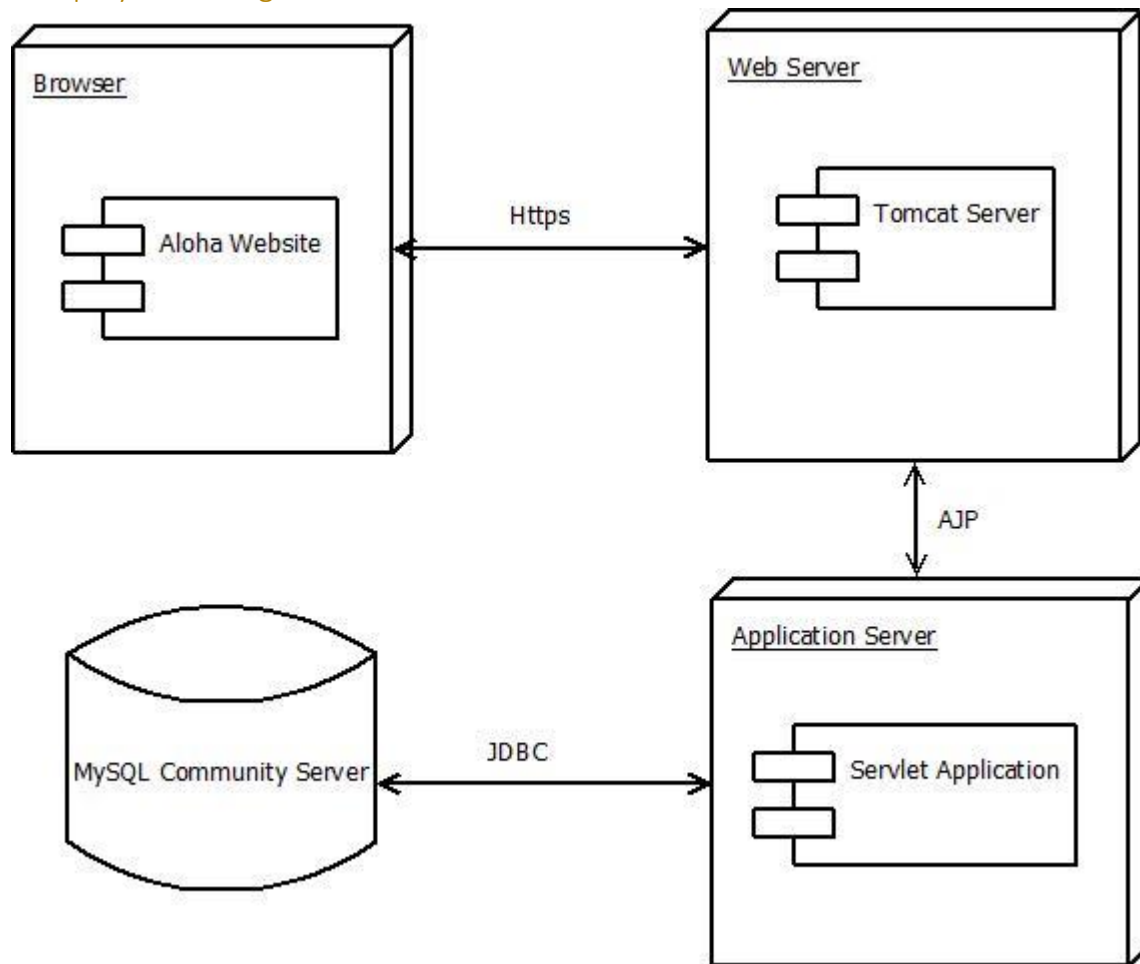 Browser
Aloha Website
Https
Web Server
Tomcat Server
AJP
Application Server
Servlet Application
JDBC
MySQL Community Server